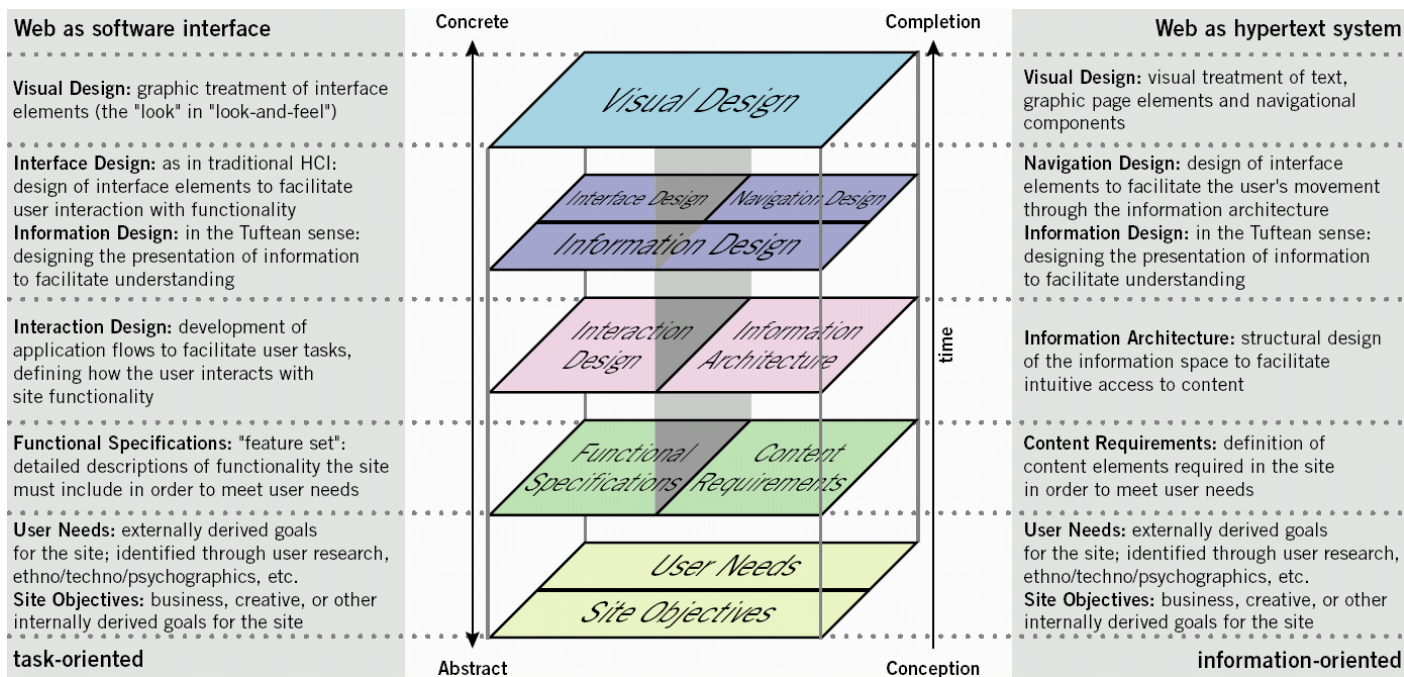 Web as software interface
Visual Design: graphic treatment of interface
elements (the "look" in "look-and-feel")
Interface Design: as in traditional HCI:
design of interface elements to facilitate
user interaction with functionality
Information Design: in the Tuftean sense:
designing the presentation of information
to facilitate understanding
Interaction Design: development of
application flows to facilitate user tasks,
defining how the user interacts with
site functionality
Functional Specifications: "feature set":
detailed descriptions of functionality the site
must include in order to meet user needs
User Needs: externally derived goals
for the site; identified through user research,
ethno/techno/psychographics, etc.
Site Objectives: business, creative, or other
internally derived goals for the site
task-oriented
Concrete
Completion
Visual Design
Interface Design
Navigation Design
Information Design
Interaction
Design
Information
Architecture
Functional
Specifications
Content
Requirements
User Needs
Site Objectives
time
Abstract
Conception
Web as hypertext system
Visual Design: visual treatment of text,
graphic page elements and navigational
components
Navigation Design: design of interface
elements to facilitate the user's movement
through the information architecture
Information Design: in the Tuftean sense:
designing the presentation of information
to facilitate understanding
Information Architecture: structural design
of the information space to facilitate
intuitive access to content
Content Requirements: definition of
content elements required in the site
in order to meet user needs
User Needs: externally derived goals
for the site; identified through user research,
ethno/techno/psychographics, etc.
Site Objectives: business, creative, or other
internally derived goals for the site
information-oriented